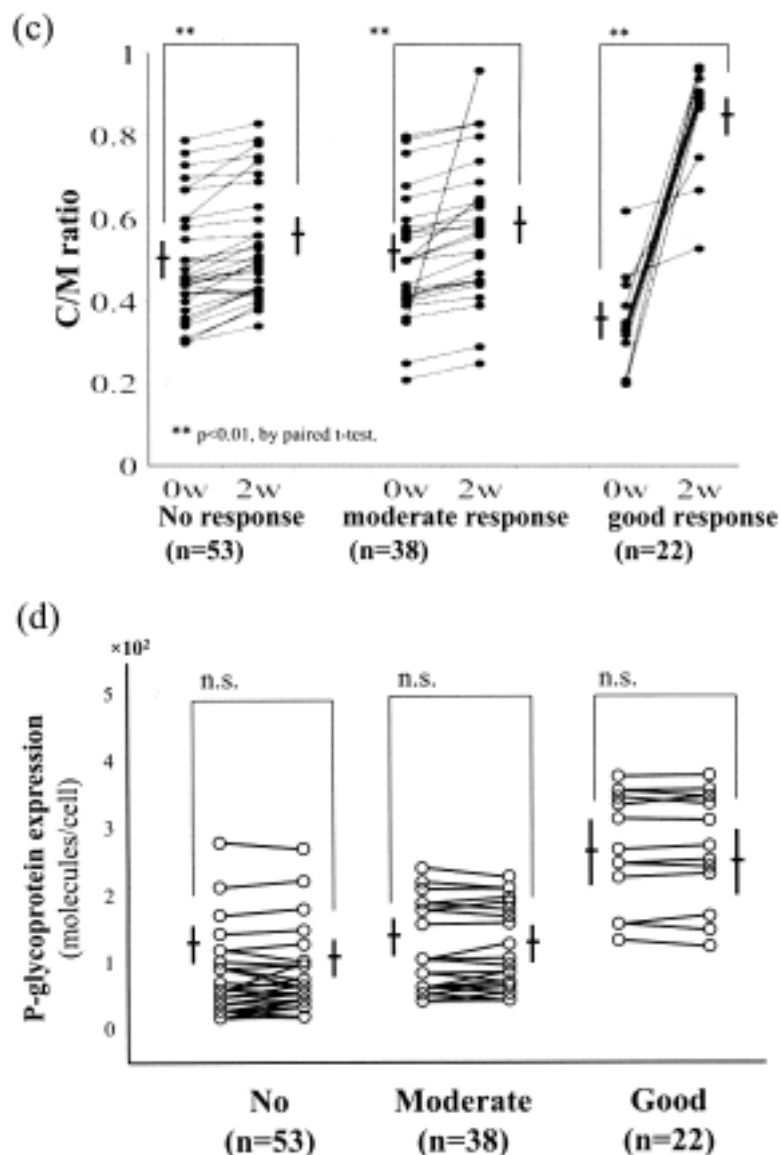 (c)
** ** **
1
0.8
0.6
0.4
0.2
0
C/M ratio
** p<0.01, by paired t-test.
0w 2w 0w 2w 0w 2w
No response moderate response good response
(n=53) (n=38) (n=22)
(d)
×10²
n.s. n.s. n.s.
5
4
3
2
1
0
P-glycoprotein expression
(molecules/cell)
No Moderate Good
(n=53) (n=38) (n=22)